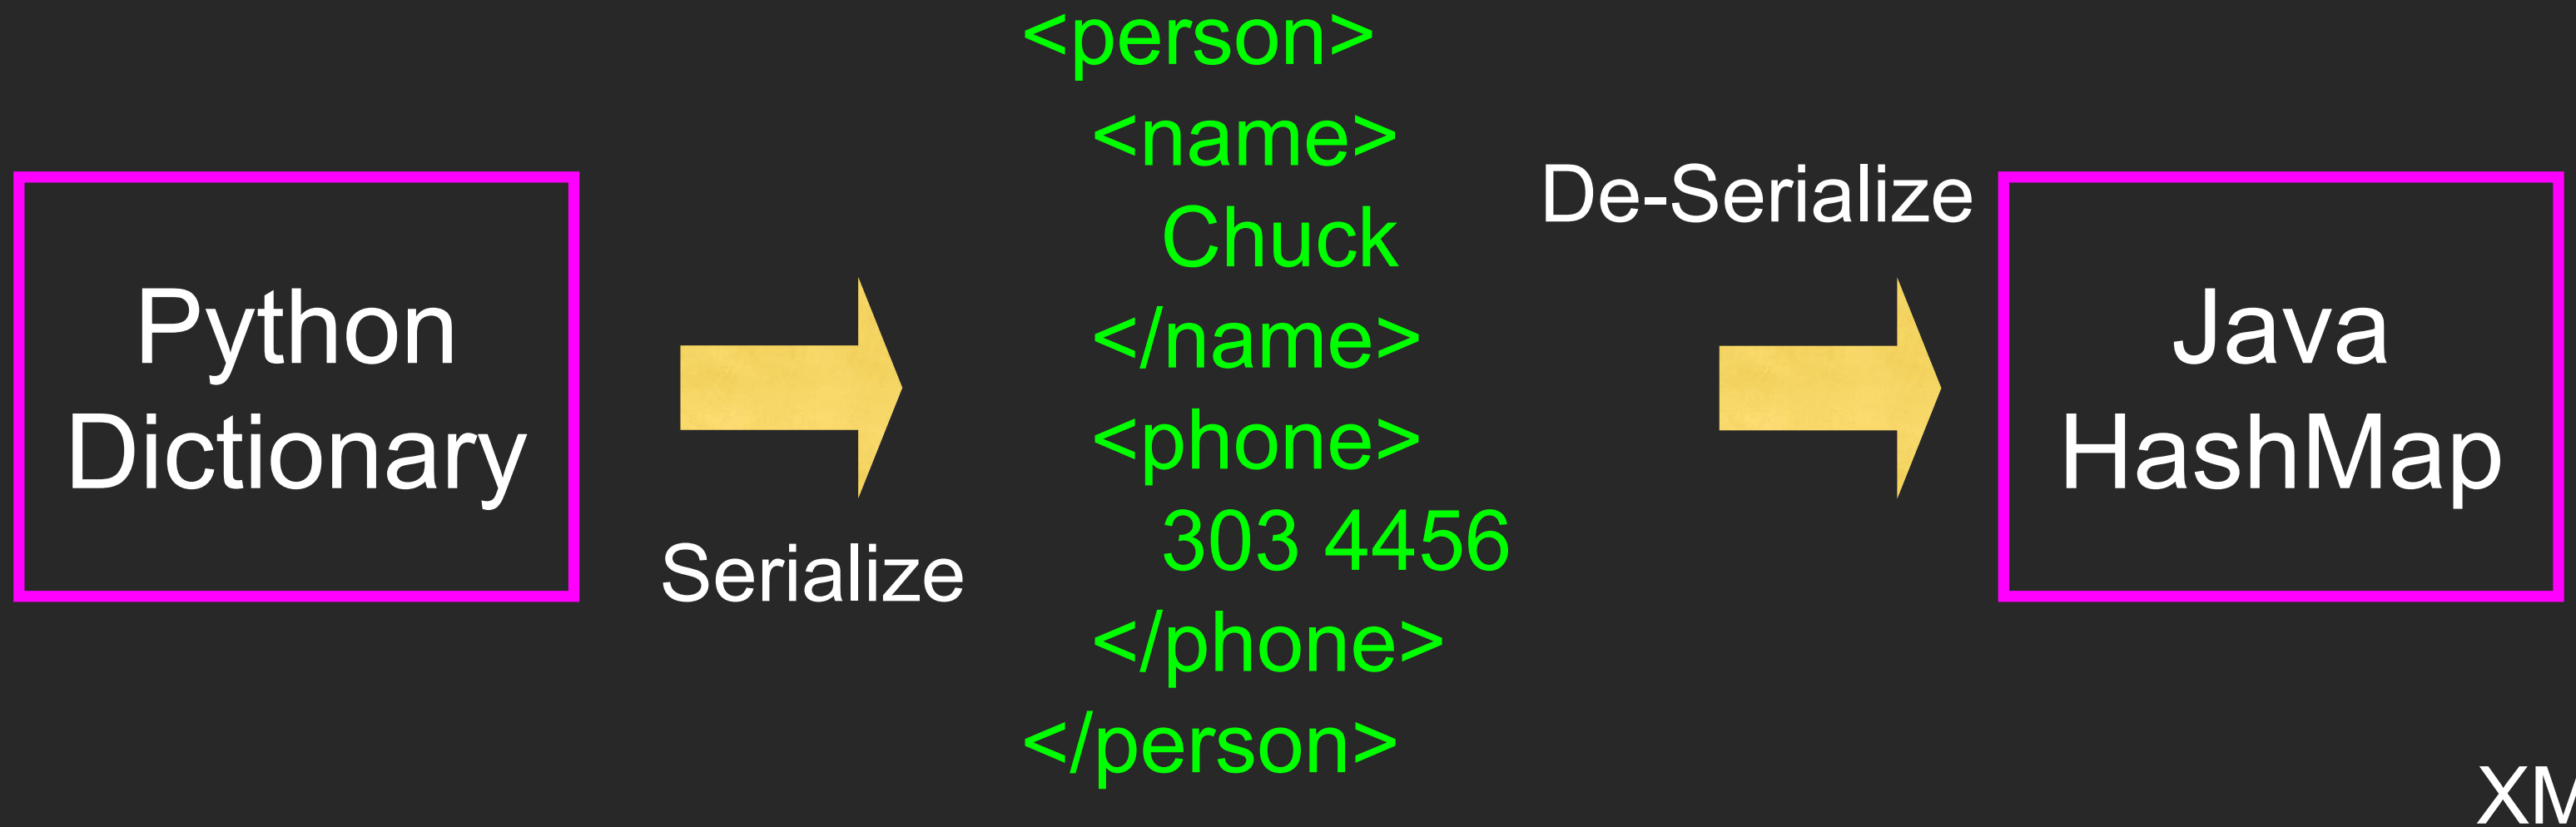 Python
Dictionary
Serialize
<person>
<name>
Chuck
</name>
<phone>
303 4456
</phone>
</person>
De-Serialize
Java
HashMap